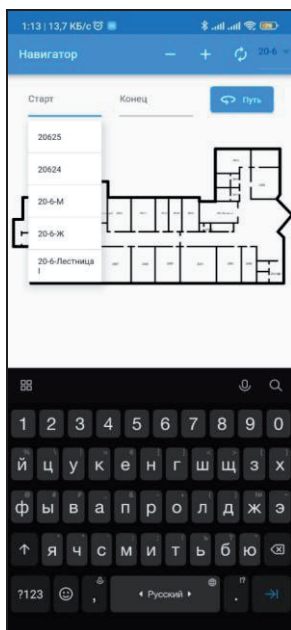 1:13 | 13,7 КБ/с
Навигатор − + 20-6
Старт Конец Путь
20625
20624
20-6-М
20-6-Ж
20-6-Лестница
I
1 2 3 4 5 6 7 8 9 0
й ц у к е н г ш щ з х
ф ы в а п р о л д ж э
я ч с м и т ь б ю
?123 , Русский .